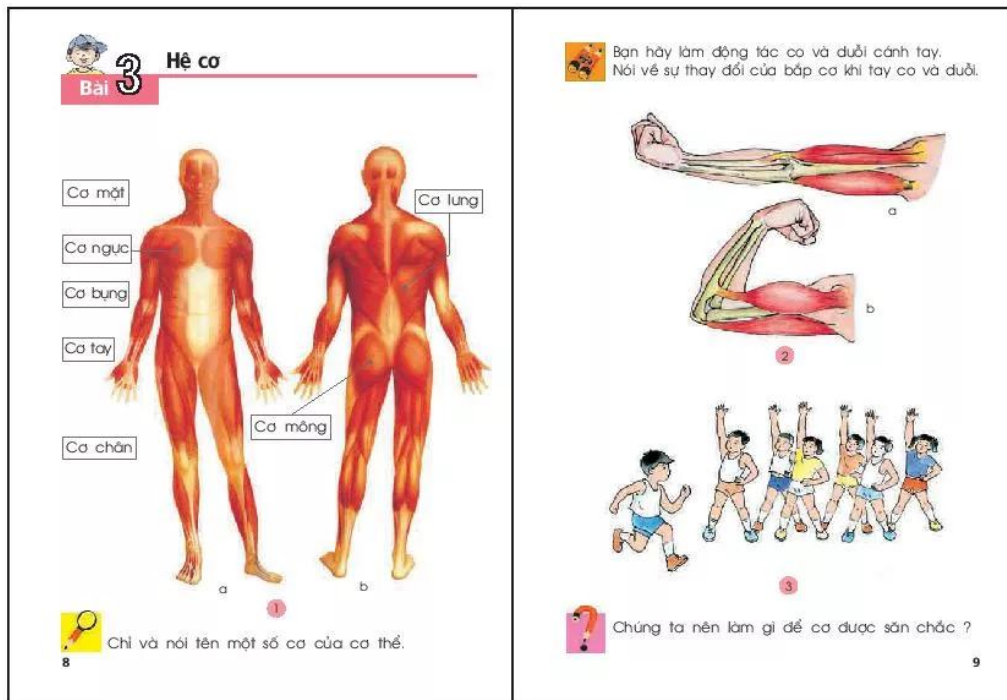 Bài 3
Hệ cơ
Cơ mặt
Cơ lưng
Cơ ngực
Cơ bụng
Cơ tay
Cơ mông
Cơ chân
a
b
1
Chỉ và nói tên một số cơ của cơ thể.
8
Bạn hãy làm động tác co và duỗi cánh tay.
Nói về sự thay đổi của bắp cơ khi tay co và duỗi.
a
b
2
3
Chúng ta nên làm gì để cơ được săn chắc ?
9